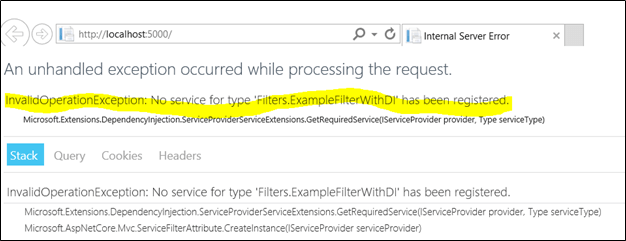 http://localhost:5000/
Internal Server Error
An unhandled exception occurred while processing the request.
InvalidOperationException: No service for type 'Filters.ExampleFilterWithDI' has been registered.
Microsoft.Extensions.DependencyInjection.ServiceProviderServiceExtensions.GetRequiredService(IServiceProvider provider, Type serviceType)
Stack Query Cookies Headers
InvalidOperationException: No service for type 'Filters.ExampleFilterWithDI' has been registered.
Microsoft.Extensions.DependencyInjection.ServiceProviderServiceExtensions.GetRequiredService(IServiceProvider provider, Type serviceType)
Microsoft.AspNetCore.Mvc.ServiceFilterAttribute.CreateInstance(IServiceProvider serviceProvider)